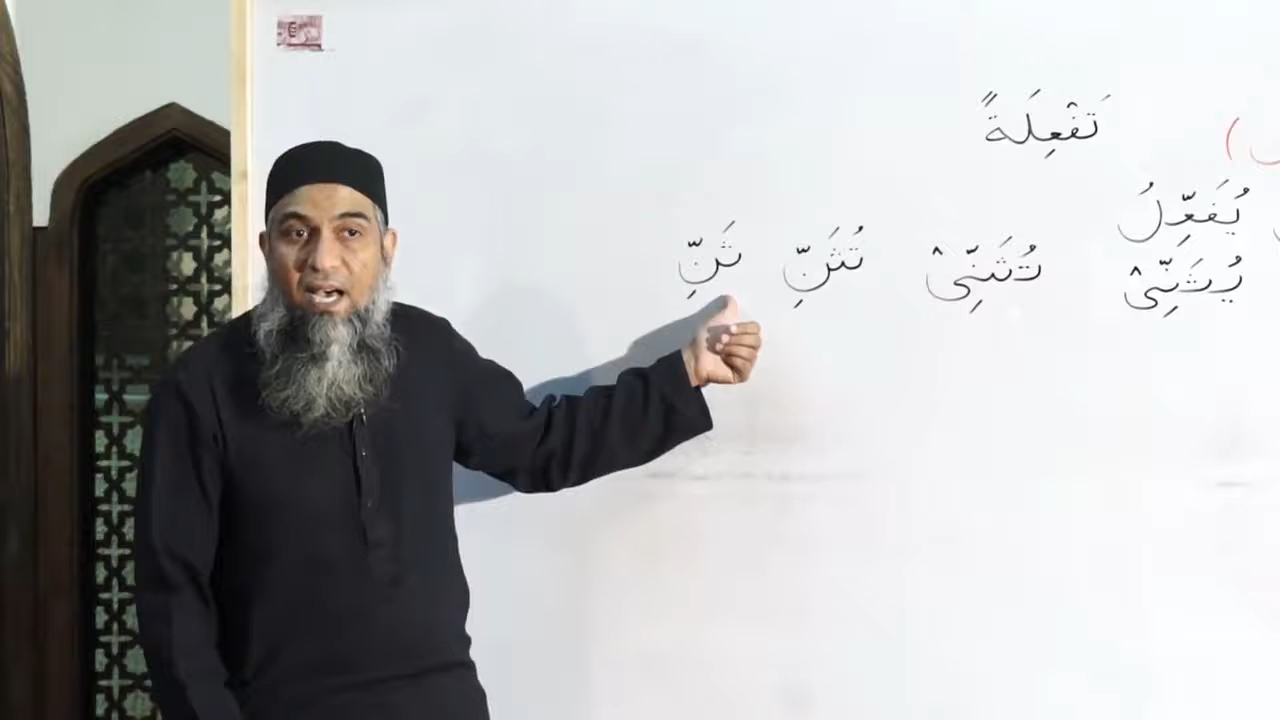 تَفْعِلَةً
يُفَعِّلُ
يُثَنِّيْ تُثَنِّيْ تُثَنِّ ثَنِّ